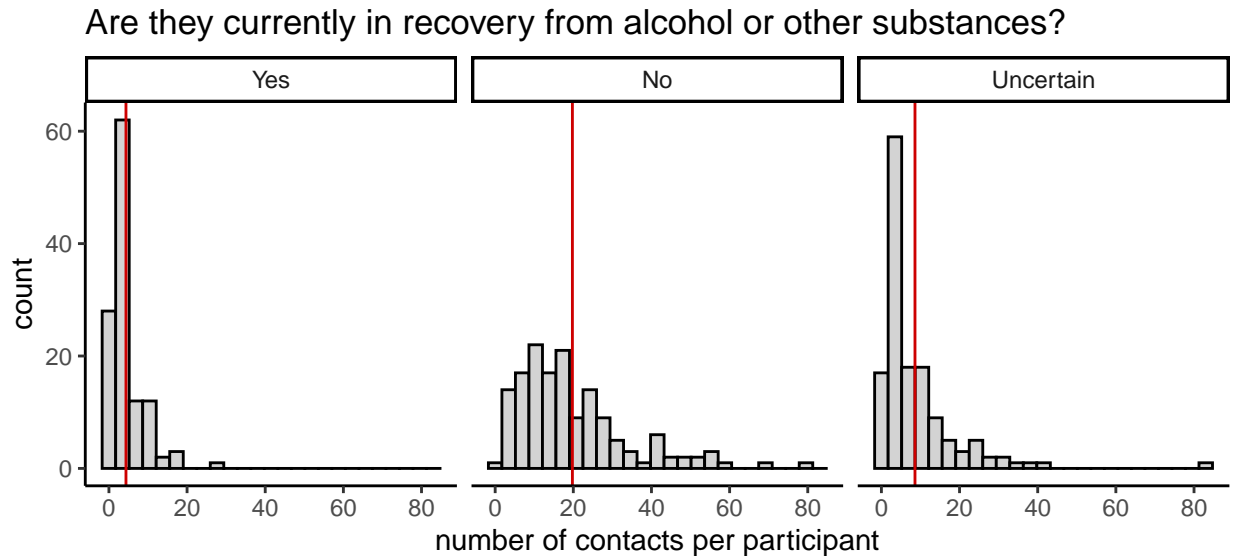 Are they currently in recovery from alcohol or other substances?
Yes No Uncertain
60
40
20
0
count
0 20 40 60 80 0 20 40 60 80 0 20 40 60 80
number of contacts per participant